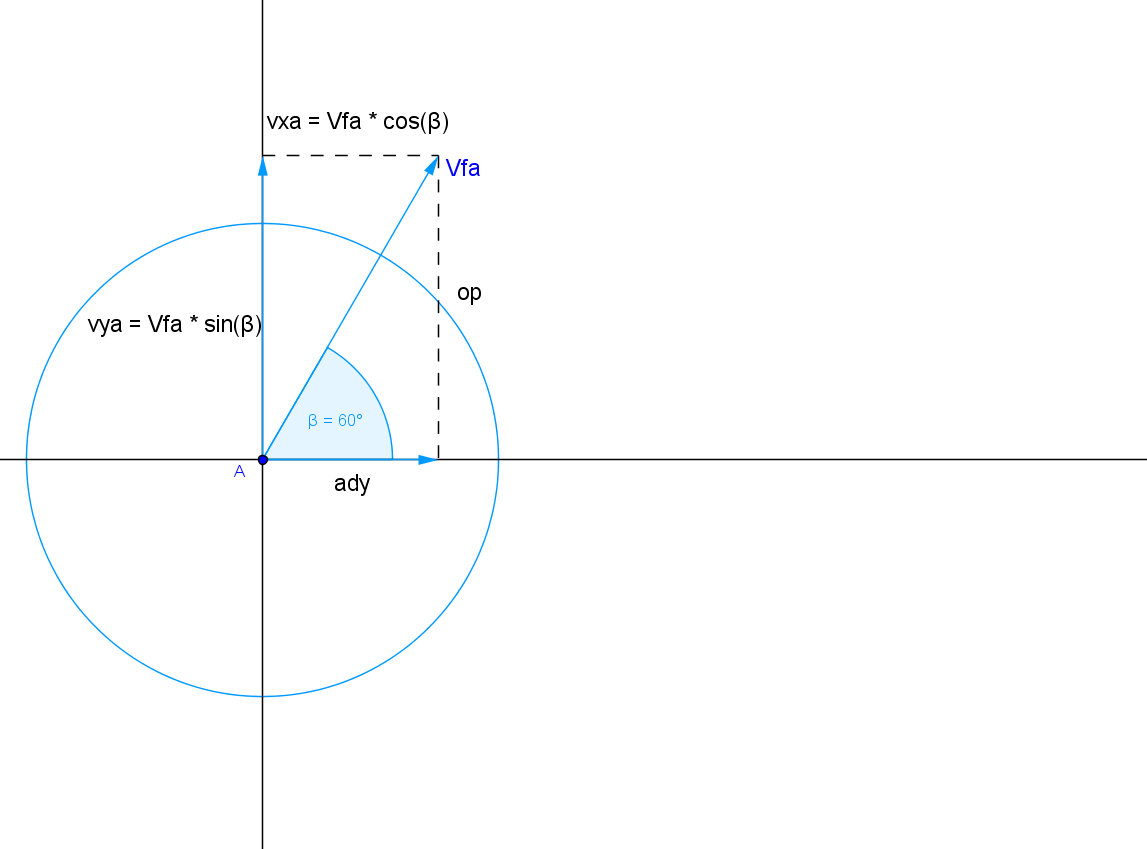 vxa = Vfa * cos(β)
Vfa
op
vya = Vfa * sin(β)
β = 60°
A
ady